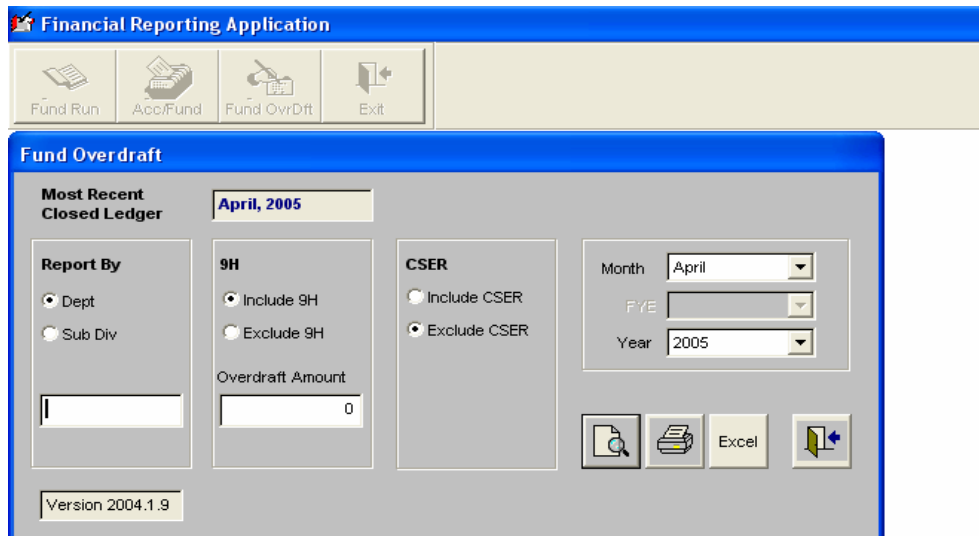 Financial Reporting Application
Fund Run Acc/Fund Fund OvrDft Exit
Fund Overdraft
Most Recent
Closed Ledger
April, 2005
Report By
Dept
Sub Div
9H
Include 9H
Exclude 9H
Overdraft Amount
0
CSER
Include CSER
Exclude CSER
Month April
FYE
Year 2005
Excel
Version 2004.1.9